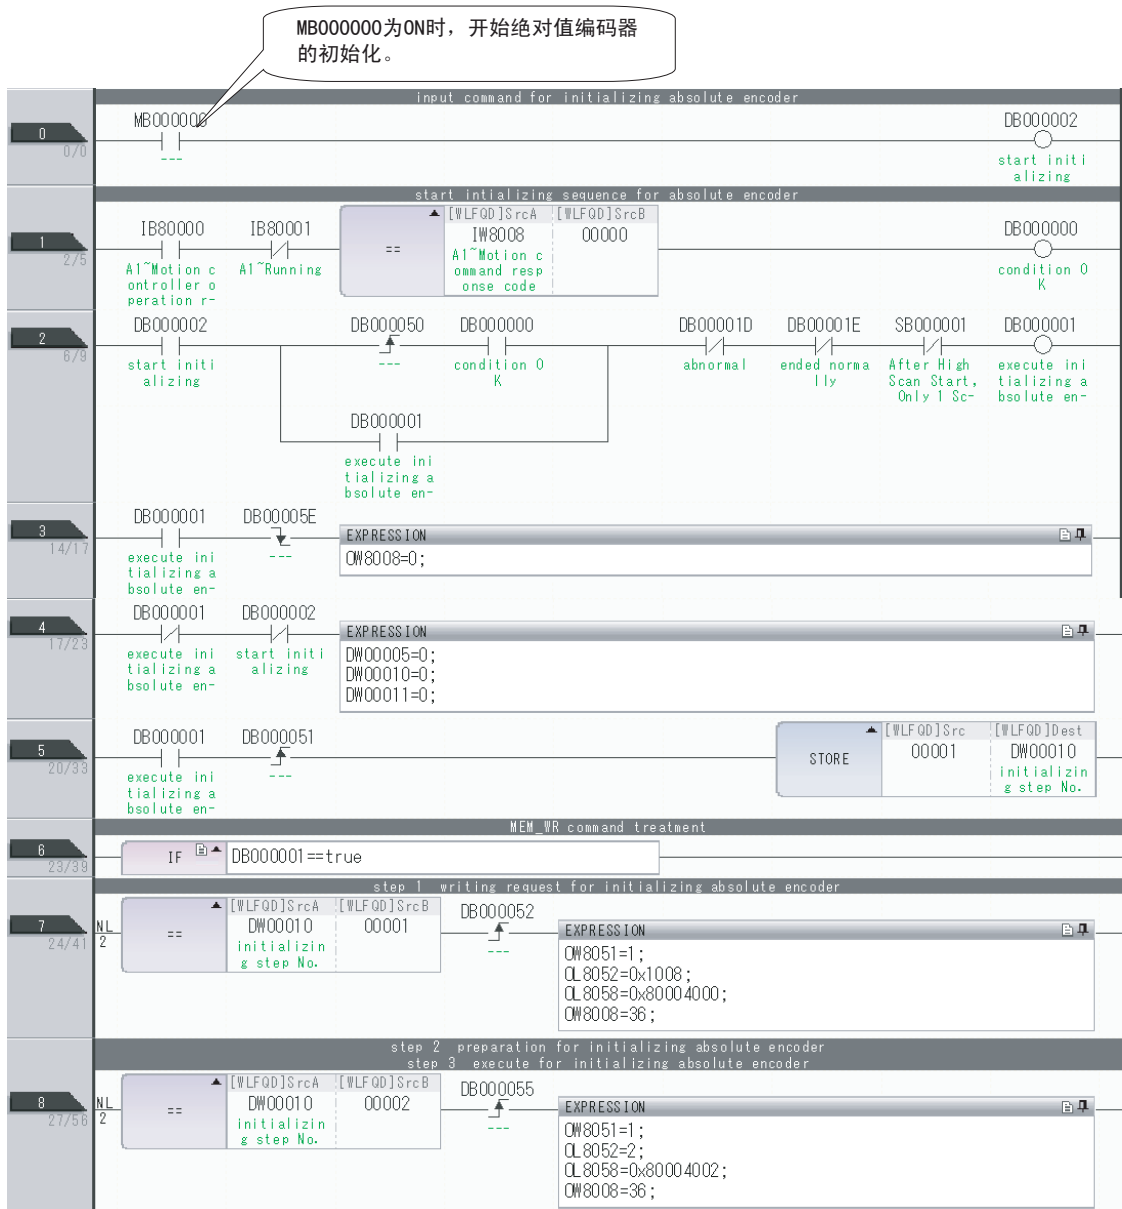 MB000000为ON时，开始绝对值编码器
的初始化。
input command for initializing absolute encoder
0
0/0
MB000000
---
DB000002
start initi
alizing
start intializing sequence for absolute encoder
1
2/5
IB80000
A1~Motion c
ontroller o
peration r-
IB80001
A1~Running
==
[WLFQD]SrcA
IW8008
A1~Motion c
ommand resp
onse code
[WLFQD]SrcB
00000
DB000000
condition O
K
2
6/9
DB000002
start initi
alizing
DB000050
---
DB000000
condition O
K
DB00001D
abnormal
DB00001E
ended norma
lly
SB000001
After High
Scan Start,
Only 1 Sc-
DB000001
execute ini
tializing a
bsolute en-
DB000001
execute ini
tializing a
bsolute en-
3
14/17
DB000001
execute ini
tializing a
bsolute en-
DB00005E
---
EXPRESSION
OW8008=0;
4
17/23
DB000001
execute ini
tializing a
bsolute en-
DB000002
start initi
alizing
EXPRESSION
DW00005=0;
DW00010=0;
DW00011=0;
5
20/33
DB000001
execute ini
tializing a
bsolute en-
DB000051
---
STORE
[WLFQD]Src
00001
[WLFQD]Dest
DW00010
initializin
g step No.
MEM_WR command treatment
6
23/39
IF
DB000001==true
step 1 writing request for initializing absolute encoder
7
24/41
NL
2
==
[WLFQD]SrcA
DW00010
initializin
g step No.
[WLFQD]SrcB
00001
DB000052
---
EXPRESSION
OW8051=1;
OL8052=0x1008;
OL8058=0x80004000;
OW8008=36;
step 2 preparation for initializing absolute encoder
step 3 execute for initializing absolute encoder
8
27/56
NL
2
==
[WLFQD]SrcA
DW00010
initializin
g step No.
[WLFQD]SrcB
00002
DB000055
---
EXPRESSION
OW8051=1;
OL8052=2;
OL8058=0x80004002;
OW8008=36;